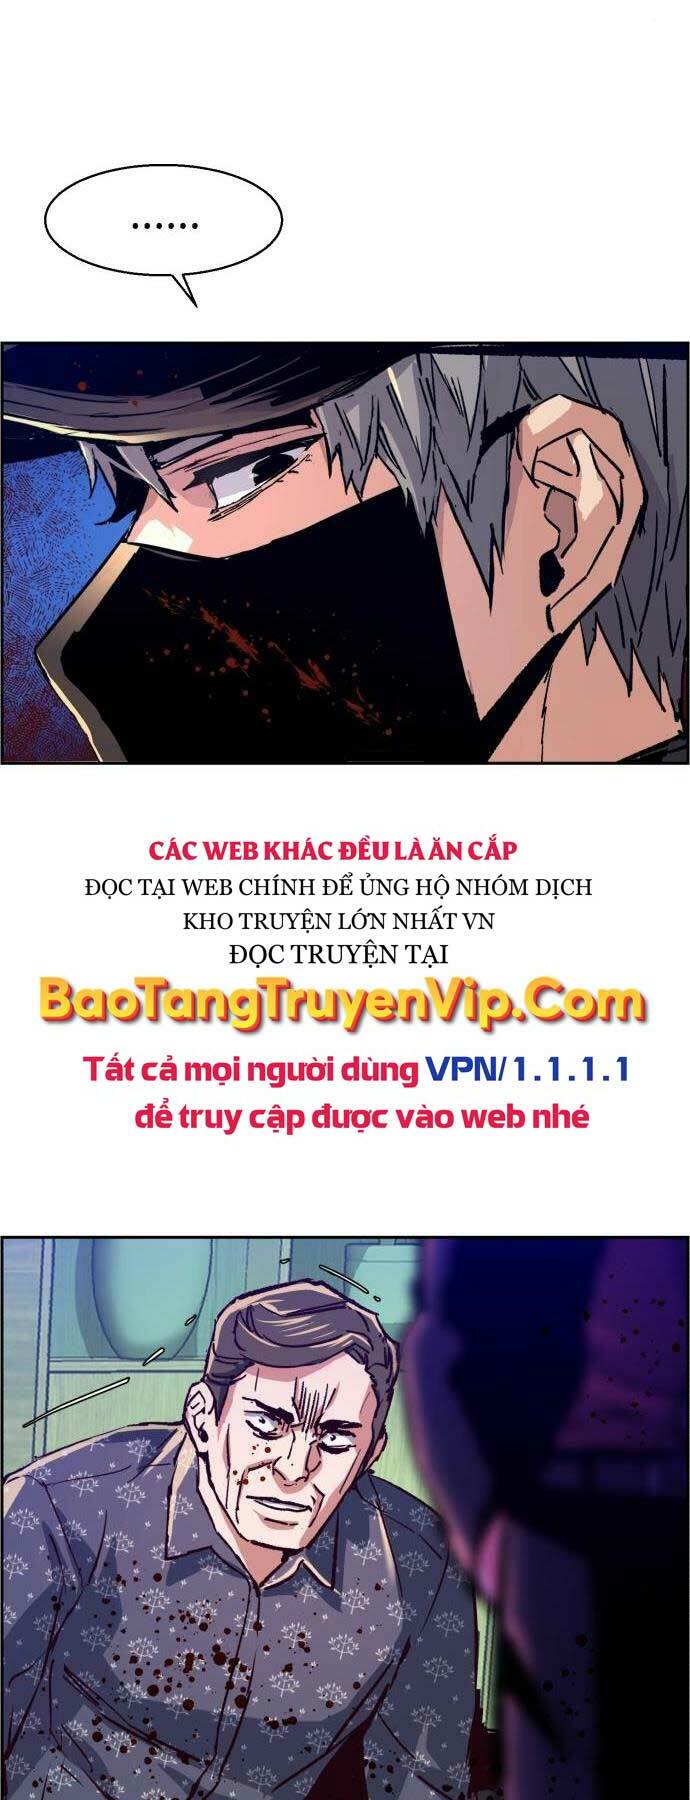 ......
CÁC WEB KHÁC ĐỀU LÀ ĂN CẮP
ĐỌC TẠI WEB CHÍNH ĐỂ ỦNG HỘ NHÓM DỊCH
KHO TRUYỆN LỚN NHẤT VN
ĐỌC TRUYỆN TẠI
BaoTangTruyenVip.Com
Tất cả mọi người dùng VPN/1.1.1.1
để truy cập được vào web nhé